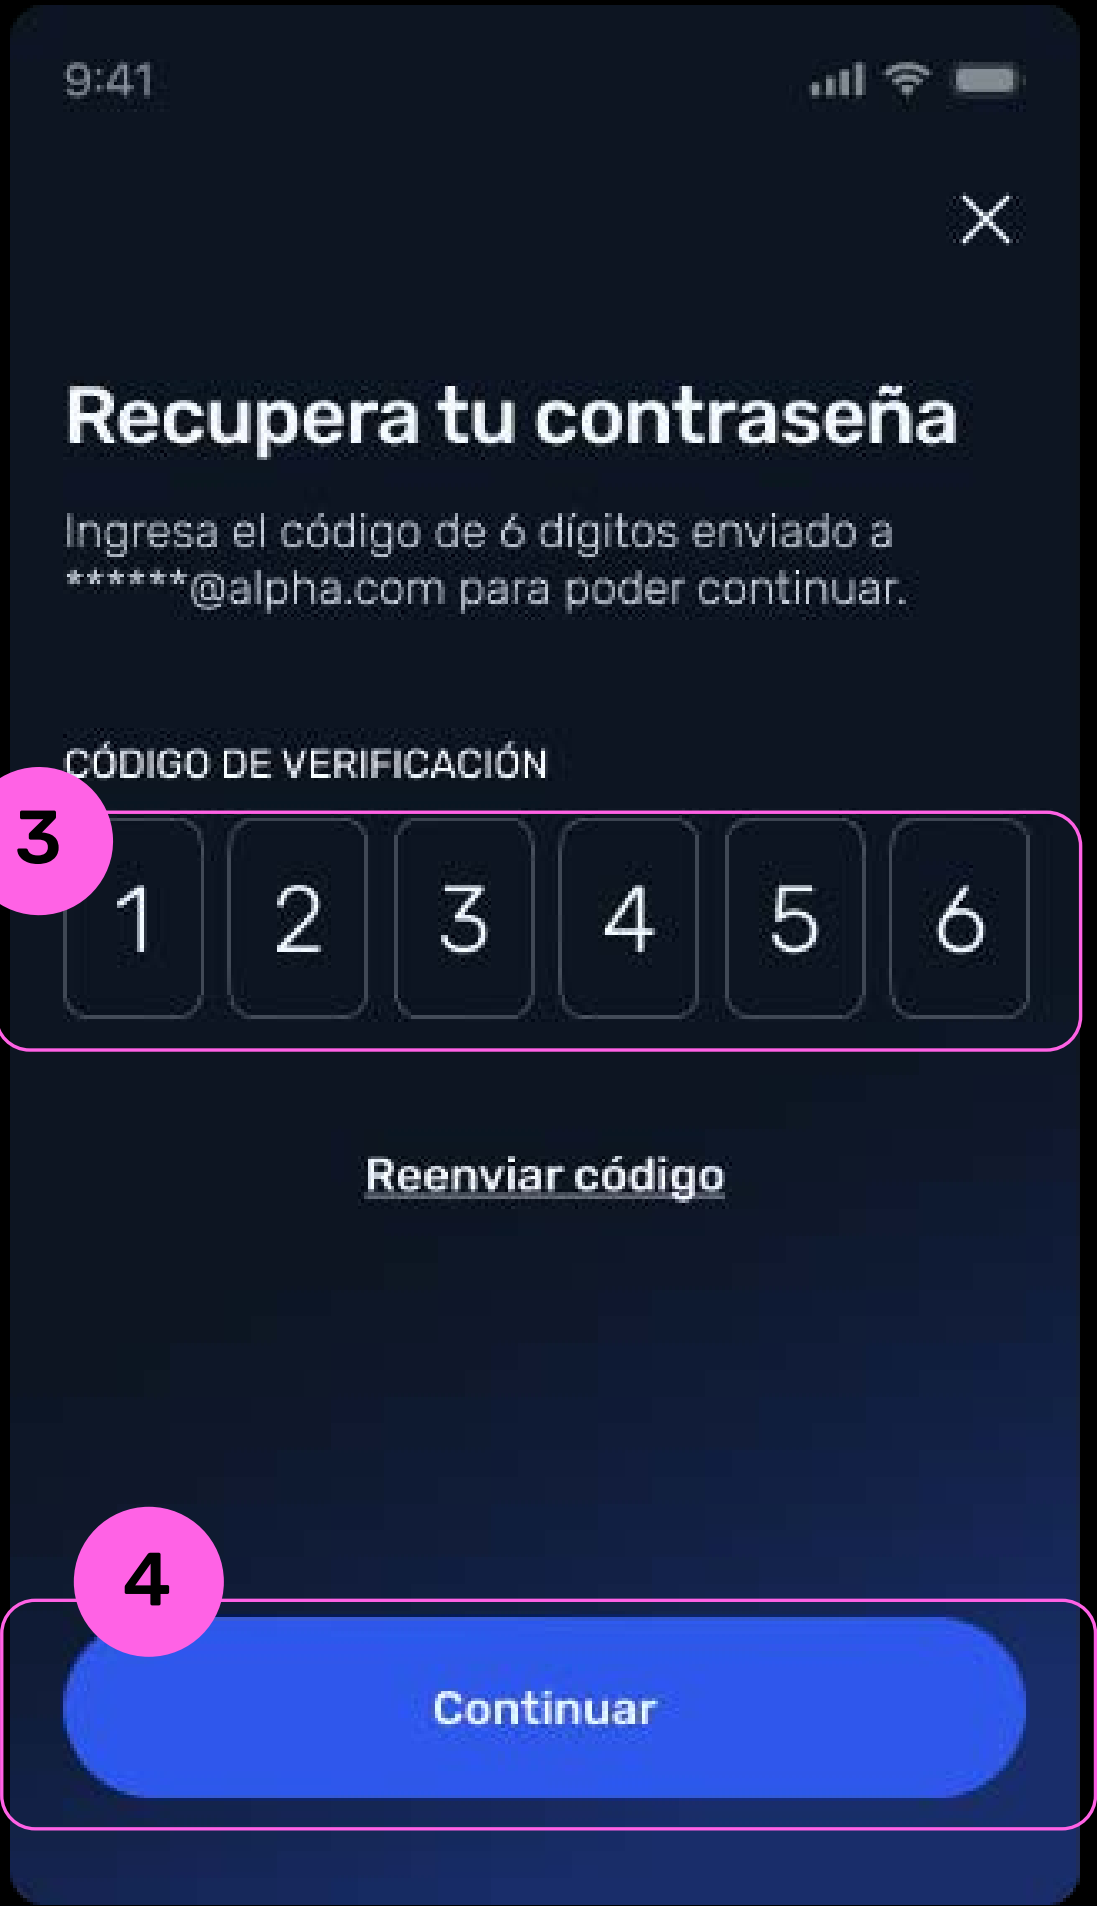 9:41
Recupera tu contraseña
Ingresa el código de 6 dígitos enviado a
******@alpha.com para poder continuar.
CÓDIGO DE VERIFICACIÓN
3
1 2 3 4 5 6
Reenviar código
4
Continuar